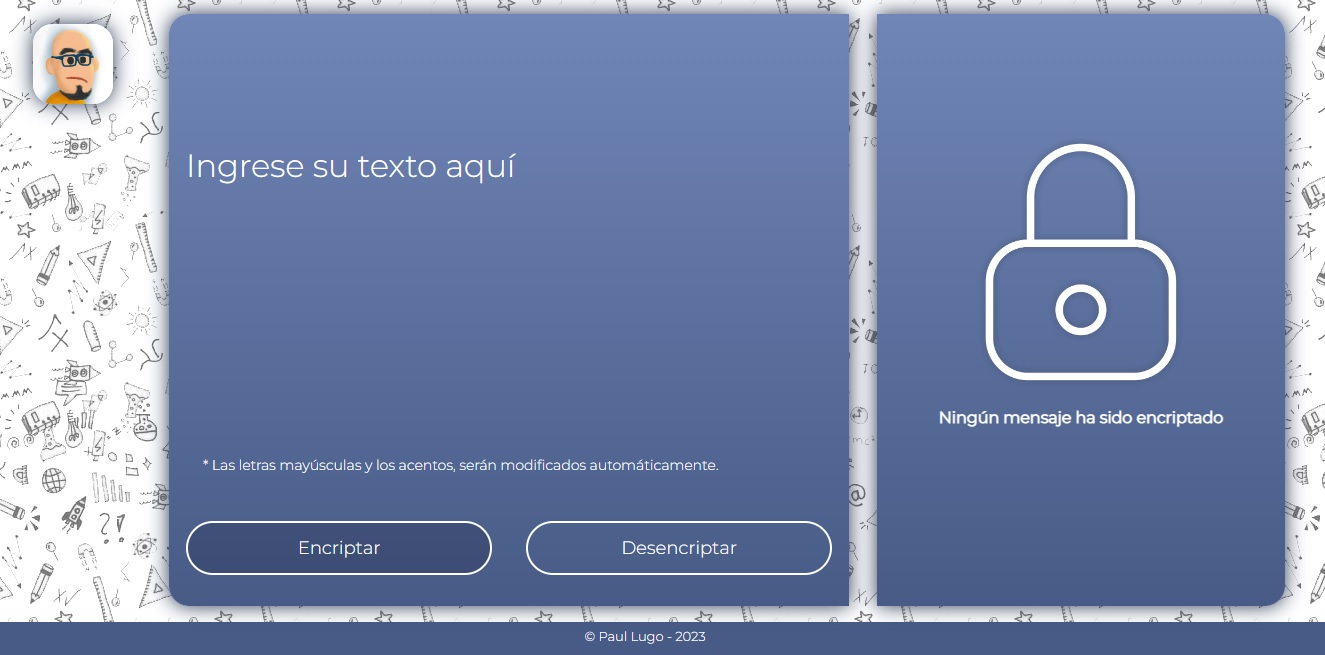 Ingrese su texto aquí
* Las letras mayúsculas y los acentos, serán modificados automáticamente.
Encriptar
Desencriptar
Ningún mensaje ha sido encriptado
© Paul Lugo - 2023